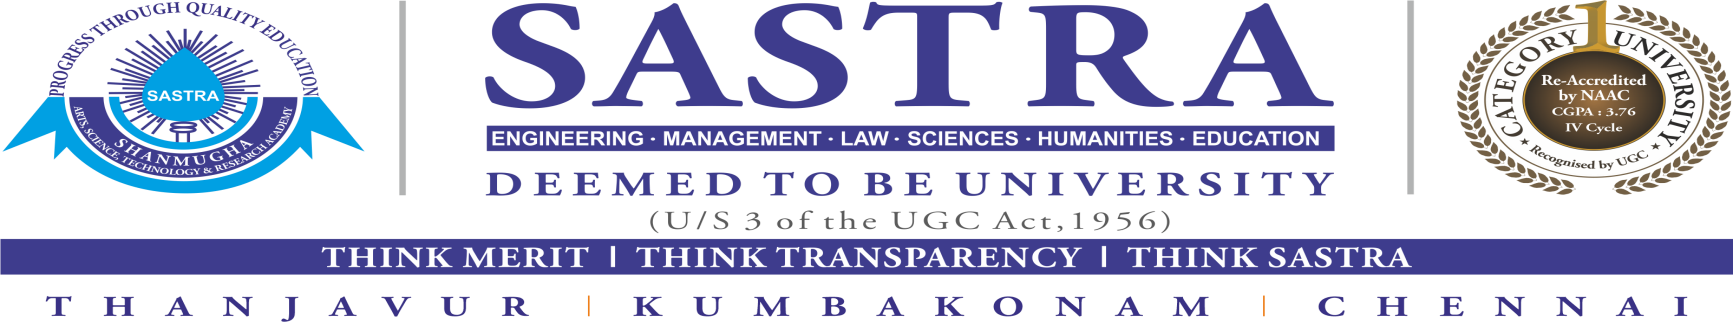 PROGRESS THROUGH QUALITY EDUCATION
SASTRA
SHANMUGHA
ARTS, SCIENCE, TECHNOLOGY & RESEARCH ACADEMY
SASTRA
ENGINEERING · MANAGEMENT · LAW · SCIENCES · HUMANITIES · EDUCATION
DEEMED TO BE UNIVERSITY
(U/S 3 of the UGC Act,1956)
CATEGORY 1 UNIVERSITY
Re-Accredited
by NAAC
CGPA : 3.76
IV Cycle
★ Recognised by UGC ★
THINK MERIT | THINK TRANSPARENCY | THINK SASTRA
THANJAVUR | KUMBAKONAM | CHENNAI